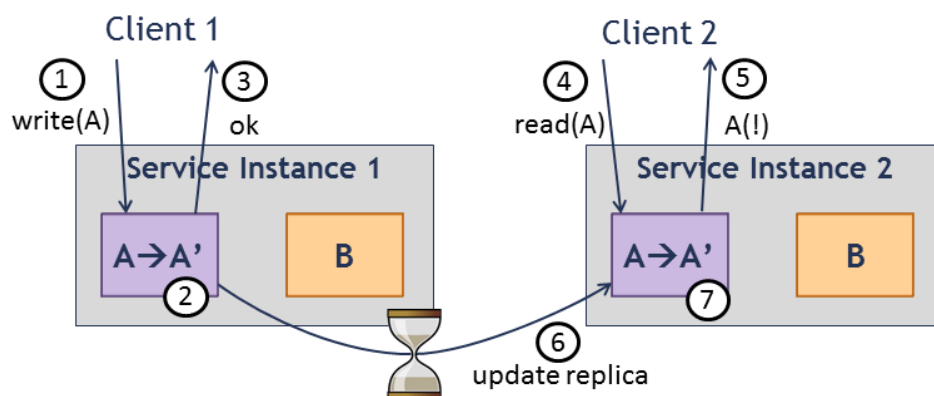 Client 1
Client 2
1
3
4
5
write(A)
ok
read(A)
A(!)
Service Instance 1
Service Instance 2
A→A'
B
A→A'
B
2
7
6
update replica